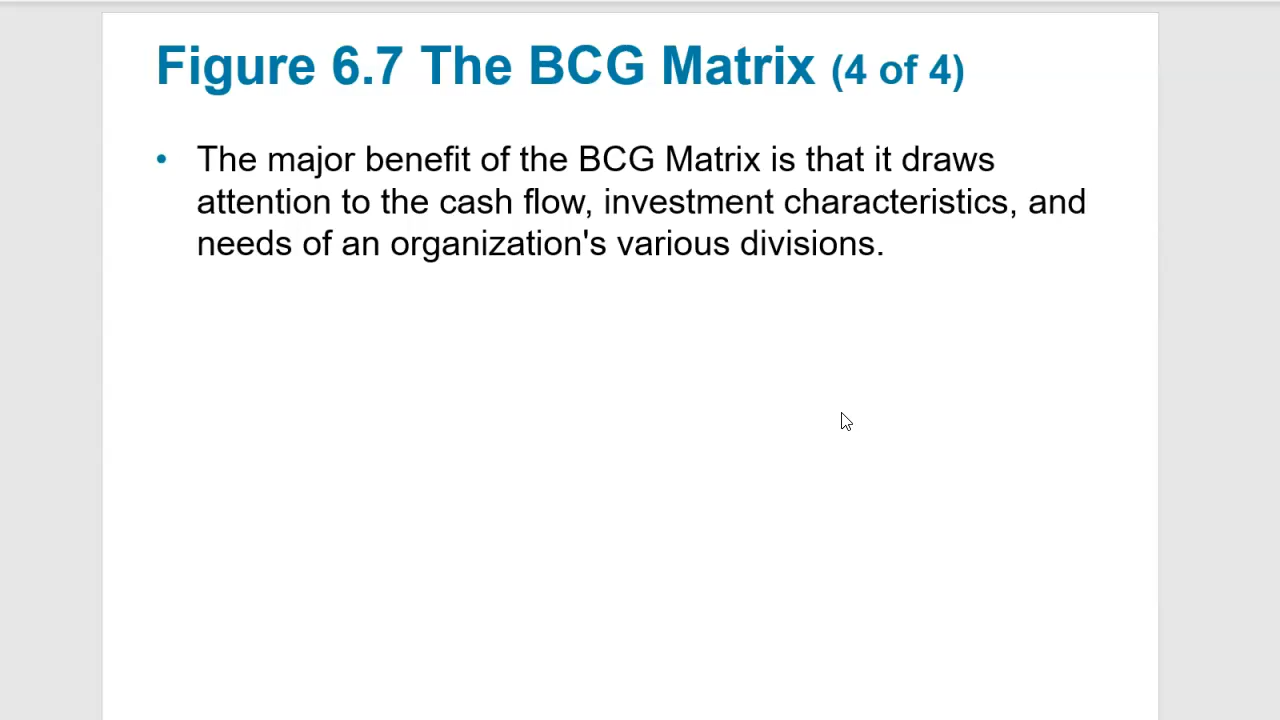 Figure 6.7 The BCG Matrix (4 of 4)
• The major benefit of the BCG Matrix is that it draws
attention to the cash flow, investment characteristics, and
needs of an organization's various divisions.